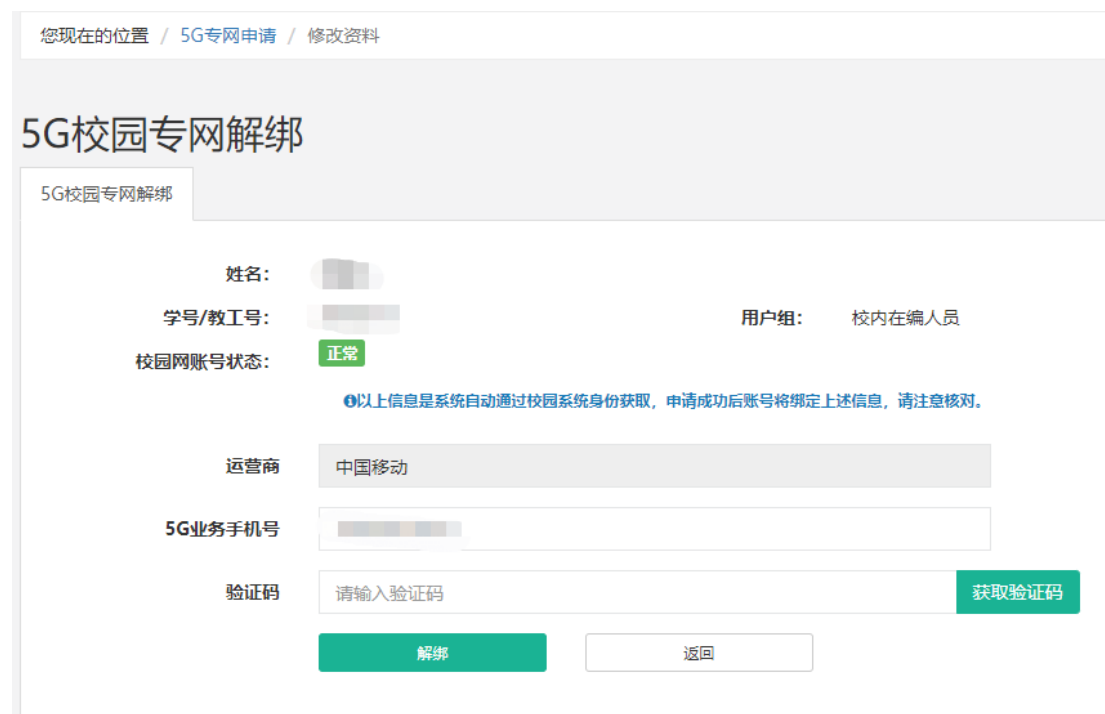 您现在的位置 / 5G专网申请 / 修改资料
5G校园专网解绑
5G校园专网解绑
姓名：
学号/教工号： 用户组： 校内在编人员
校园网账号状态： 正常
以上信息是系统自动通过校园系统身份获取，申请成功后账号将绑定上述信息，请注意核对。
运营商 中国移动
5G业务手机号
验证码 请输入验证码 获取验证码
解绑 返回